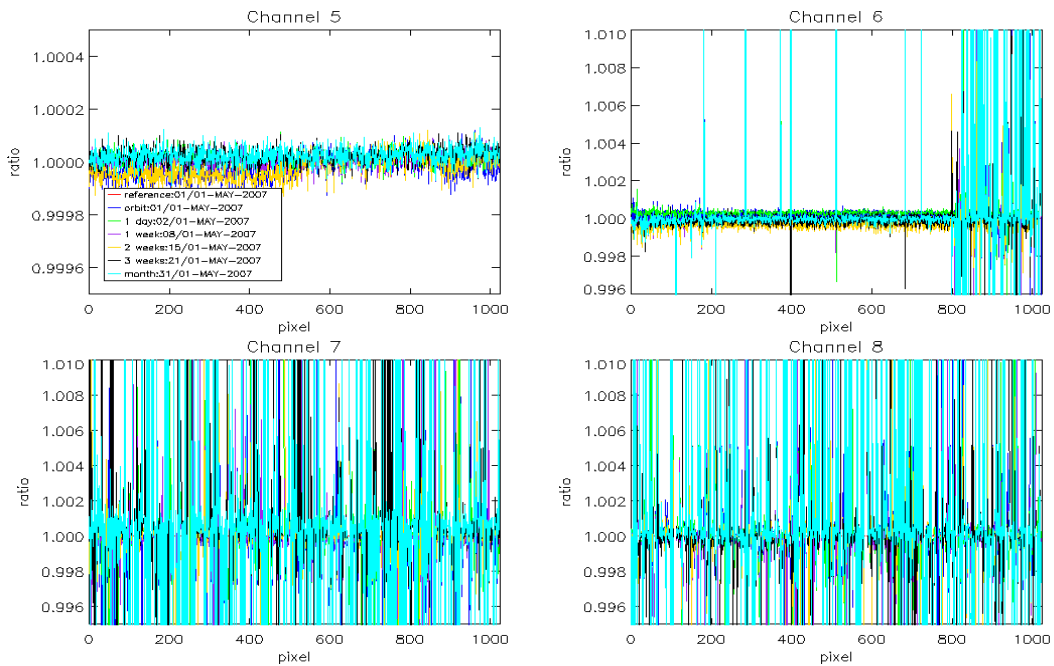 Channel 5
1.0004
1.0002
1.0000
0.9998
0.9996
ratio
reference:01/01-MAY-2007
orbit:01/01-MAY-2007
1 day:02/01-MAY-2007
1 week:08/01-MAY-2007
2 weeks:15/01-MAY-2007
3 weeks:21/01-MAY-2007
month:31/01-MAY-2007
0 200 400 600 800 1000
pixel
Channel 6
1.010
1.008
1.006
1.004
1.002
1.000
0.998
0.996
ratio
0 200 400 600 800 1000
pixel
Channel 7
1.010
1.008
1.006
1.004
1.002
1.000
0.998
0.996
ratio
0 200 400 600 800 1000
pixel
Channel 8
1.010
1.008
1.006
1.004
1.002
1.000
0.998
0.996
ratio
0 200 400 600 800 1000
pixel